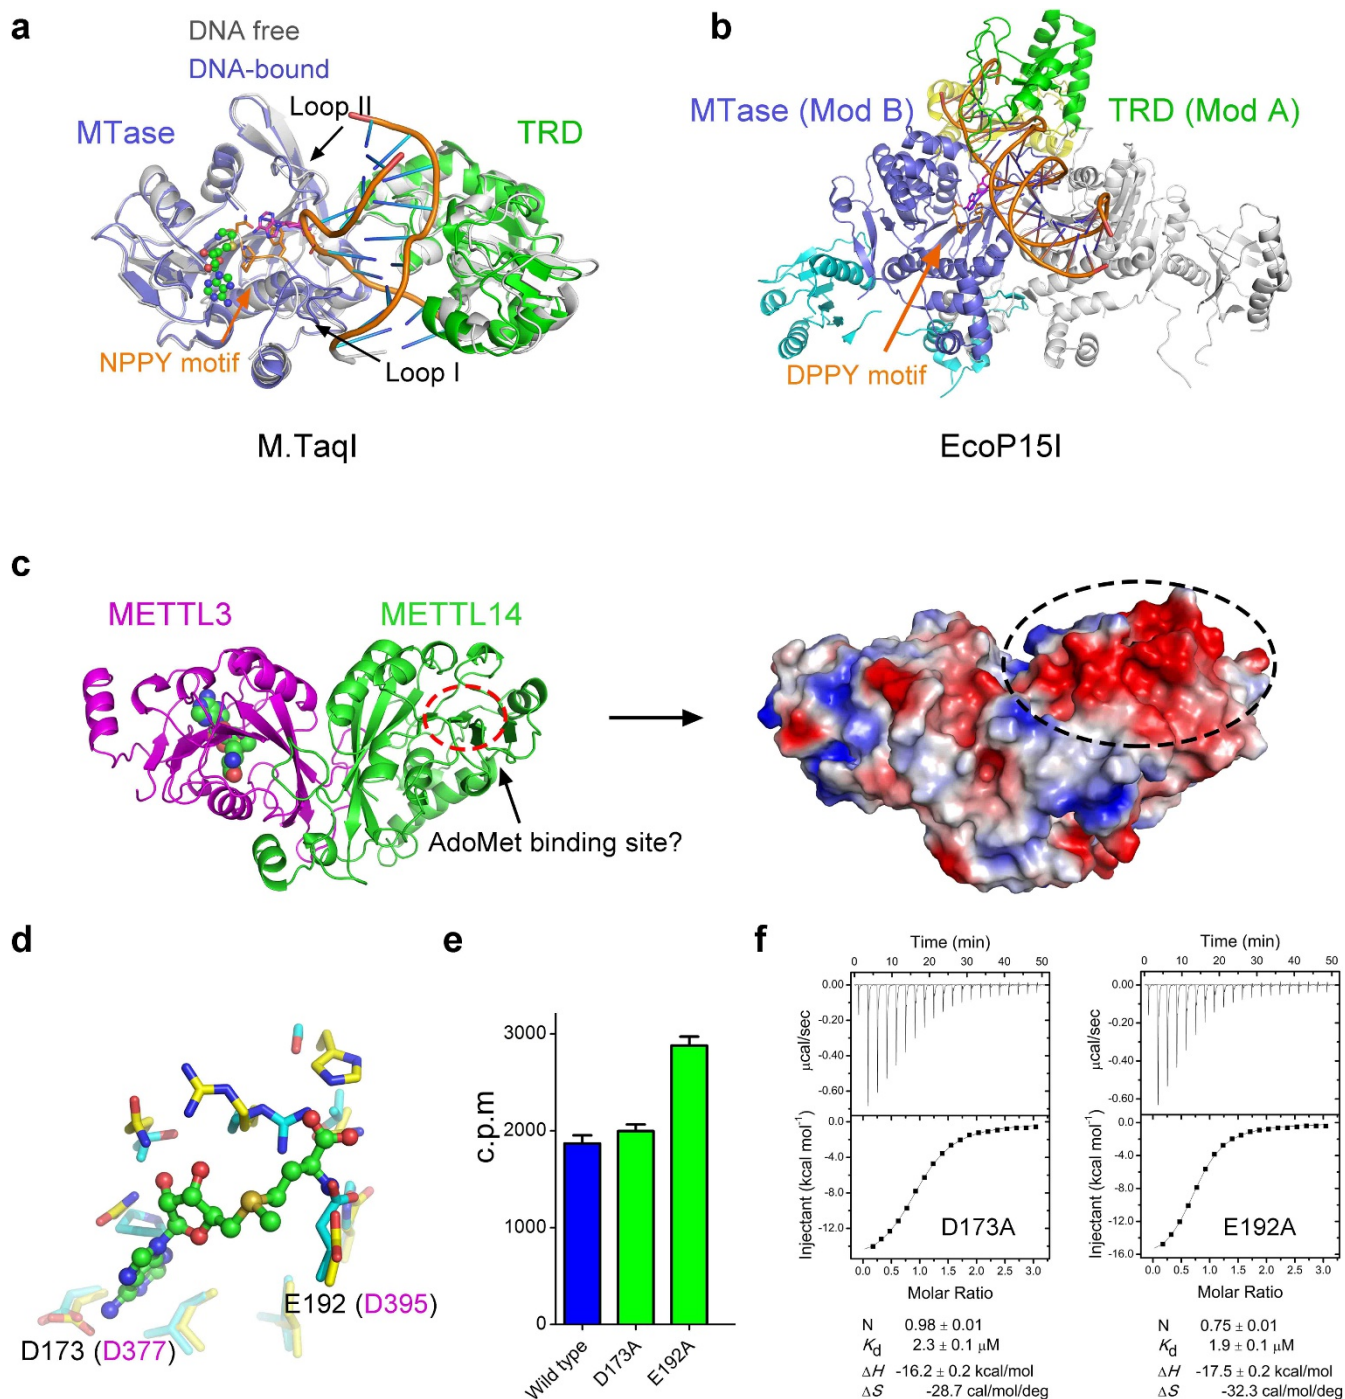 a
DNA free
DNA-bound
Loop II
MTase
TRD
NPPY motif
Loop I
M.TaqI
b
MTase (Mod B)
TRD (Mod A)
DPPY motif
EcoP15I
c
METTL3
METTL14
AdoMet binding site?
d
E192 (D395)
D173 (D377)
e
3000
2000
1000
0
c.p.m
Wild type
D173A
E192A
f
Time (min)
0 10 20 30 40 50
0.00
-0.20
-0.40
-0.60
µcal/sec
0.0
-4.0
-8.0
-12.0
Injectant (kcal mol⁻¹)
D173A
0.0 0.5 1.0 1.5 2.0 2.5 3.0
Molar Ratio
N 0.98 ± 0.01
Kd 2.3 ± 0.1 µM
ΔH -16.2 ± 0.2 kcal/mol
ΔS -28.7 cal/mol/deg
Time (min)
0 10 20 30 40 50
0.00
-0.20
-0.40
-0.60
µcal/sec
0.0
-4.0
-8.0
-12.0
-16.0
Injectant (kcal mol⁻¹)
E192A
0.0 0.5 1.0 1.5 2.0 2.5 3.0
Molar Ratio
N 0.75 ± 0.01
Kd 1.9 ± 0.1 µM
ΔH -17.5 ± 0.2 kcal/mol
ΔS -32.3 cal/mol/deg